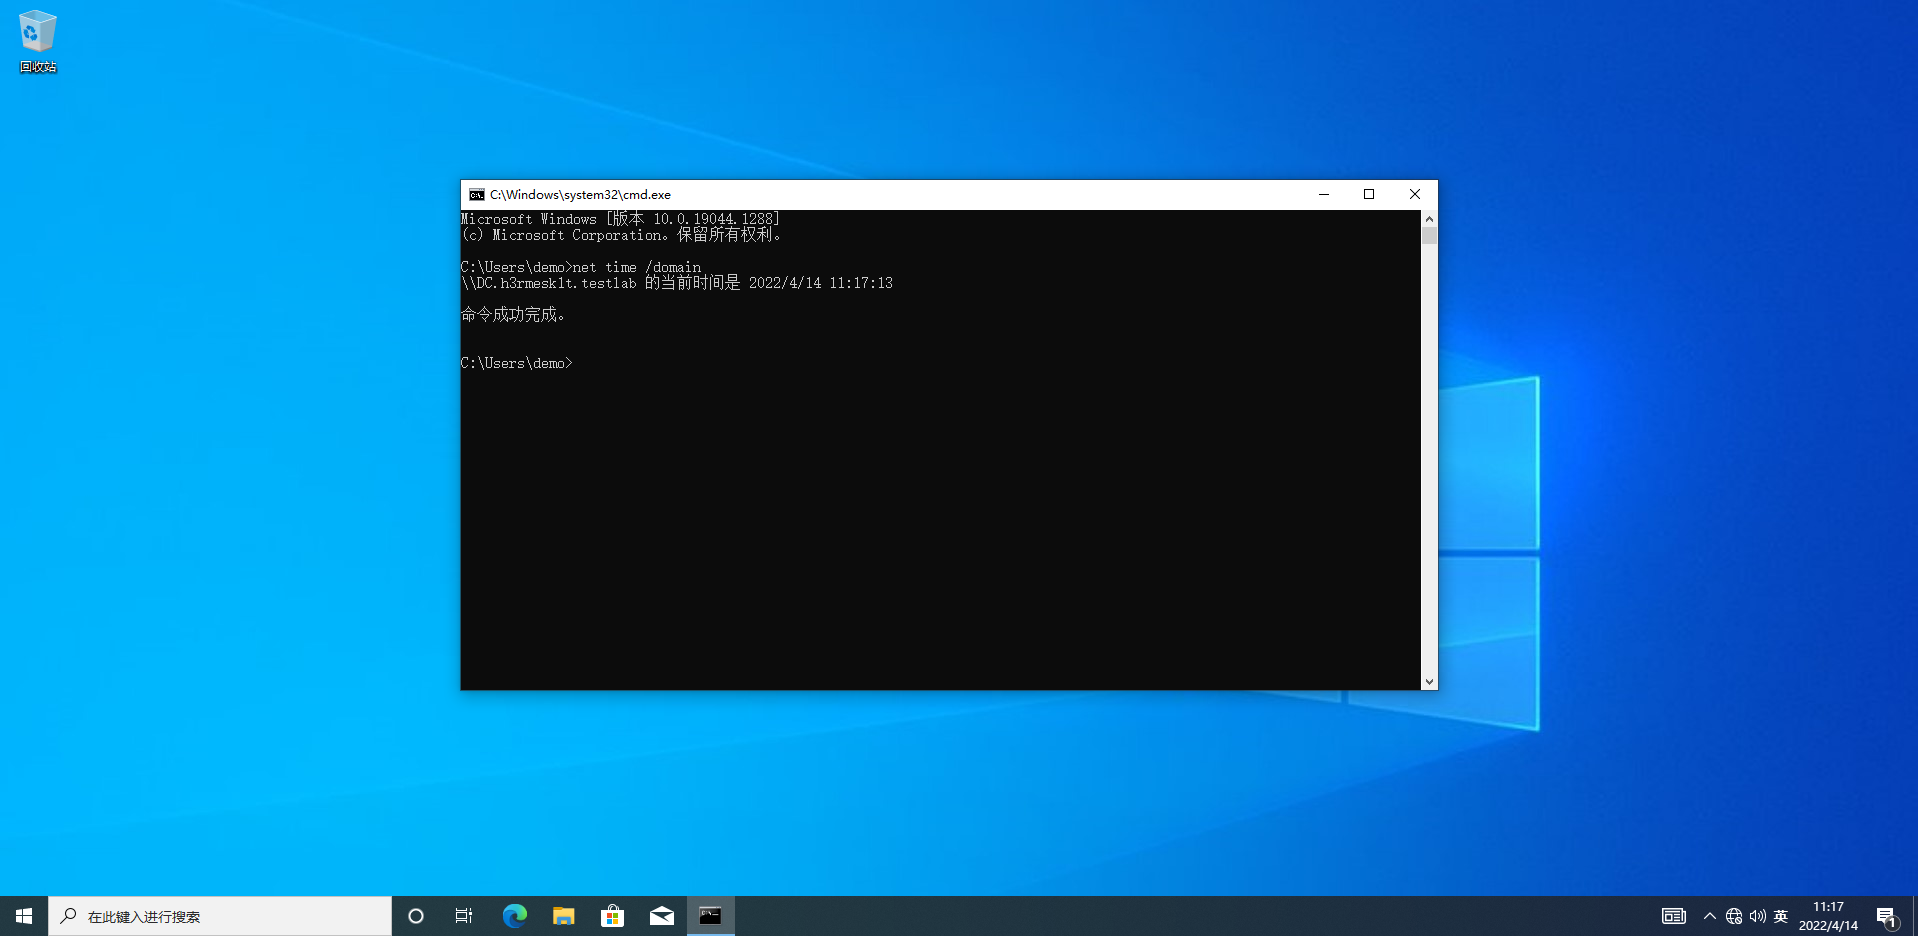 回收站
C:\Windows\system32\cmd.exe
Microsoft Windows [版本 10.0.19044.1288]
(c) Microsoft Corporation。保留所有权利。
C:\Users\demo>net time /domain
\\DC.h3rmesk1t.testlab 的当前时间是 2022/4/14 11:17:13
命令成功完成。
C:\Users\demo>
在此键入进行搜索
英
11:17
2022/4/14
1